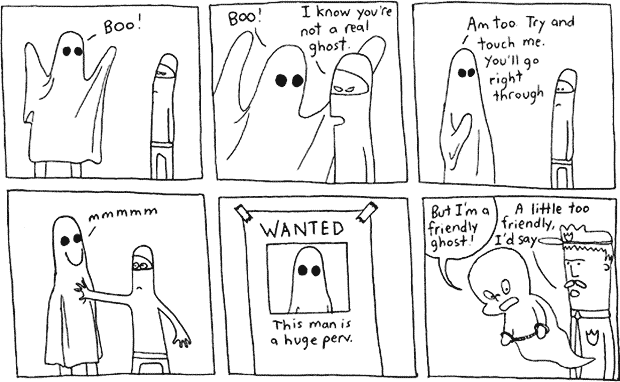 Boo!
Boo!
I know you're
not a real
ghost.
Am too. Try and
touch me.
You'll go
right
through
mmmmm
WANTED
This man is
a huge perv.
But I'm a
friendly
ghost!
A little too
friendly,
I'd say